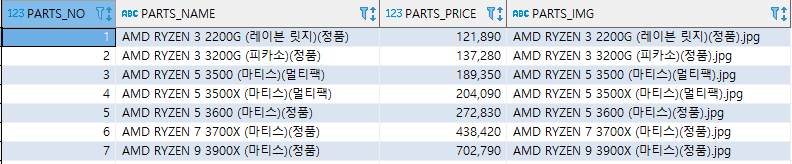 123 PARTS_NO ABC PARTS_NAME 123 PARTS_PRICE ABC PARTS_IMG
1 AMD RYZEN 3 2200G (레이븐 릿지)(정품) 121,890 AMD RYZEN 3 2200G (레이븐 릿지)(정품).jpg
2 AMD RYZEN 3 3200G (피카소)(정품) 137,280 AMD RYZEN 3 3200G (피카소)(정품).jpg
3 AMD RYZEN 5 3500 (마티스)(멀티팩) 189,350 AMD RYZEN 5 3500 (마티스)(멀티팩).jpg
4 AMD RYZEN 5 3500X (마티스)(멀티팩) 204,090 AMD RYZEN 5 3500X (마티스)(멀티팩).jpg
5 AMD RYZEN 5 3600 (마티스)(정품) 272,830 AMD RYZEN 5 3600 (마티스)(정품).jpg
6 AMD RYZEN 7 3700X (마티스)(정품) 438,420 AMD RYZEN 7 3700X (마티스)(정품).jpg
7 AMD RYZEN 9 3900X (마티스)(정품) 702,790 AMD RYZEN 9 3900X (마티스)(정품).jpg